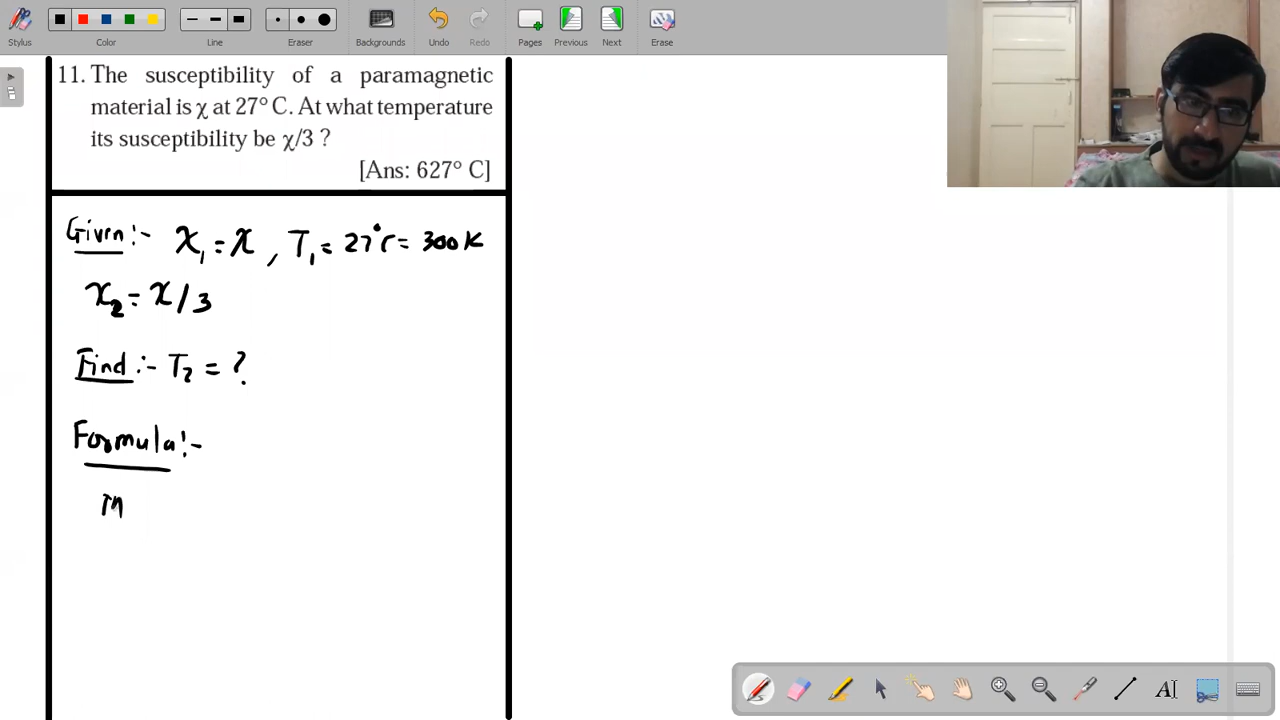 Stylus
Color
Line
Eraser
Backgrounds
Undo
Redo
Pages
Previous
Next
Erase
11. The susceptibility of a paramagnetic
material is χ at 27° C. At what temperature
its susceptibility be χ/3 ?
[Ans: 627° C]
Given:- χ₁ = χ, T₁ = 27°C = 300K
χ₂ = χ/3
Find:- T₂ = ?
Formula:-
AI